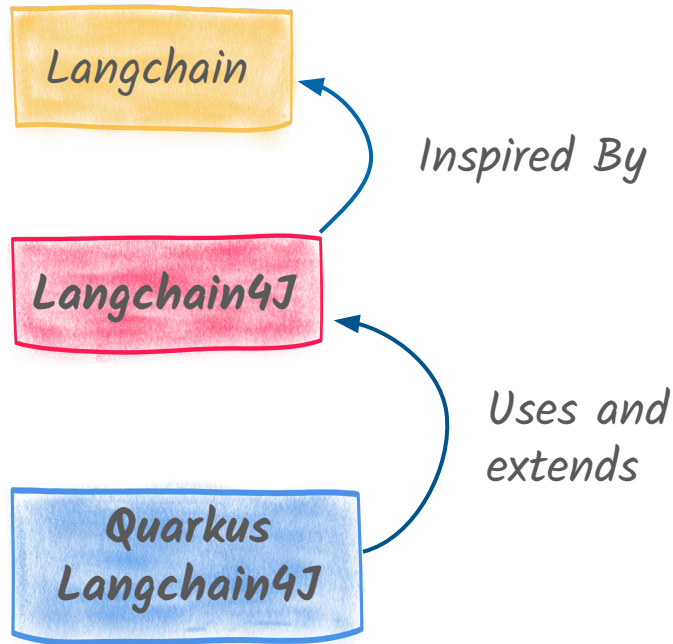 Langchain
Inspired By
Langchain4J
Uses and
extends
Quarkus
Langchain4J